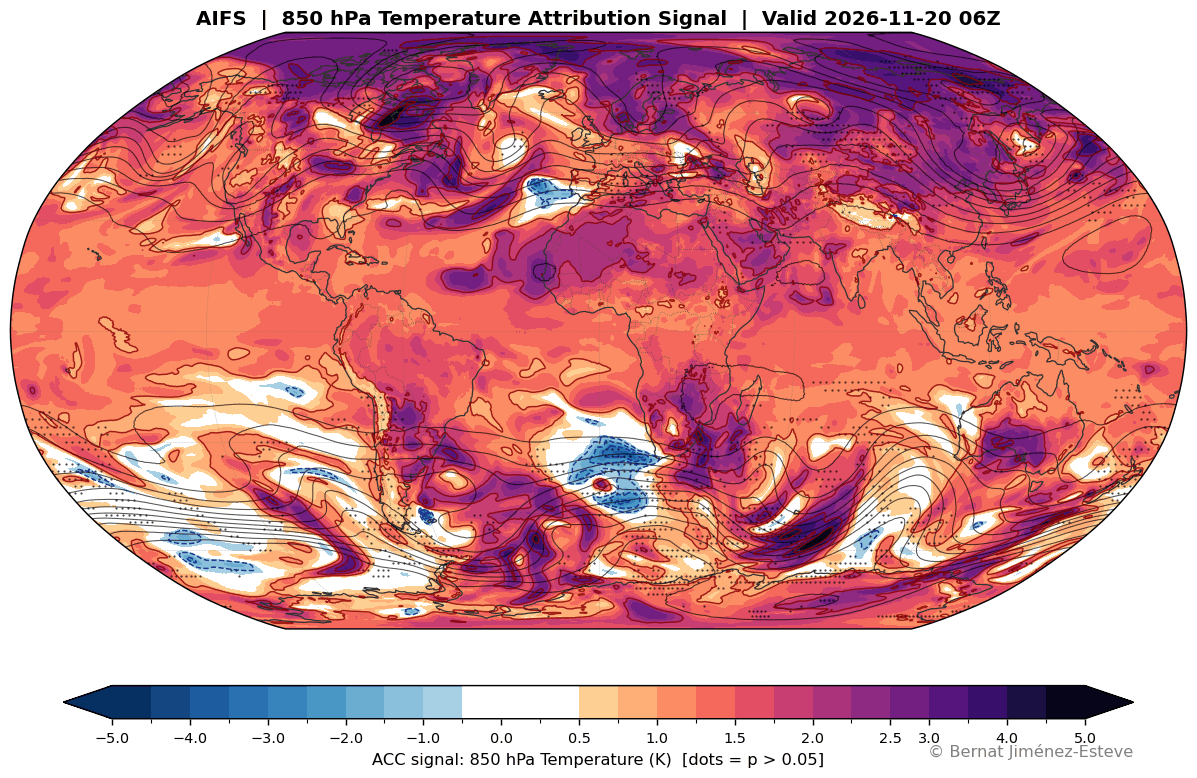 AIFS | 850 hPa Temperature Attribution Signal | Valid 2026-11-20 06Z
−5.0 −4.0 −3.0 −2.0 −1.0 0.0 0.5 1.0 1.5 2.0 2.5 3.0 4.0 5.0
© Bernat Jiménez-Esteve
ACC signal: 850 hPa Temperature (K) [dots = p > 0.05]